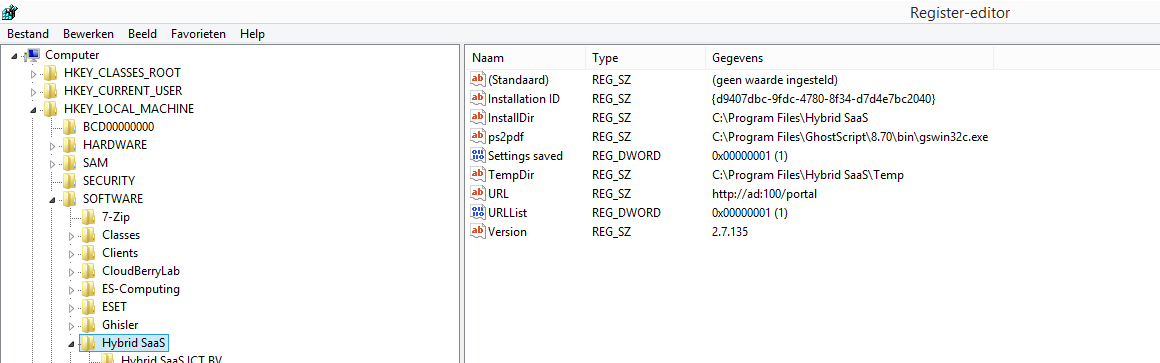 Register-editor
Bestand Bewerken Beeld Favorieten Help
Computer
HKEY_CLASSES_ROOT
HKEY_CURRENT_USER
HKEY_LOCAL_MACHINE
BCD00000000
HARDWARE
SAM
SECURITY
SOFTWARE
7-Zip
Classes
Clients
CloudBerryLab
ES-Computing
ESET
Ghisler
Hybrid SaaS
Hybrid SaaS ICT BV
Naam Type Gegevens
(Standaard) REG_SZ (geen waarde ingesteld)
Installation ID REG_SZ {d9407dbc-9fdc-4780-8f34-d7d4e7bc2040}
InstallDir REG_SZ C:\Program Files\Hybrid SaaS
ps2pdf REG_SZ C:\Program Files\GhostScript\8.70\bin\gswin32c.exe
Settings saved REG_DWORD 0x00000001 (1)
TempDir REG_SZ C:\Program Files\Hybrid SaaS\Temp
URL REG_SZ http://ad:100/portal
URLList REG_DWORD 0x00000001 (1)
Version REG_SZ 2.7.135